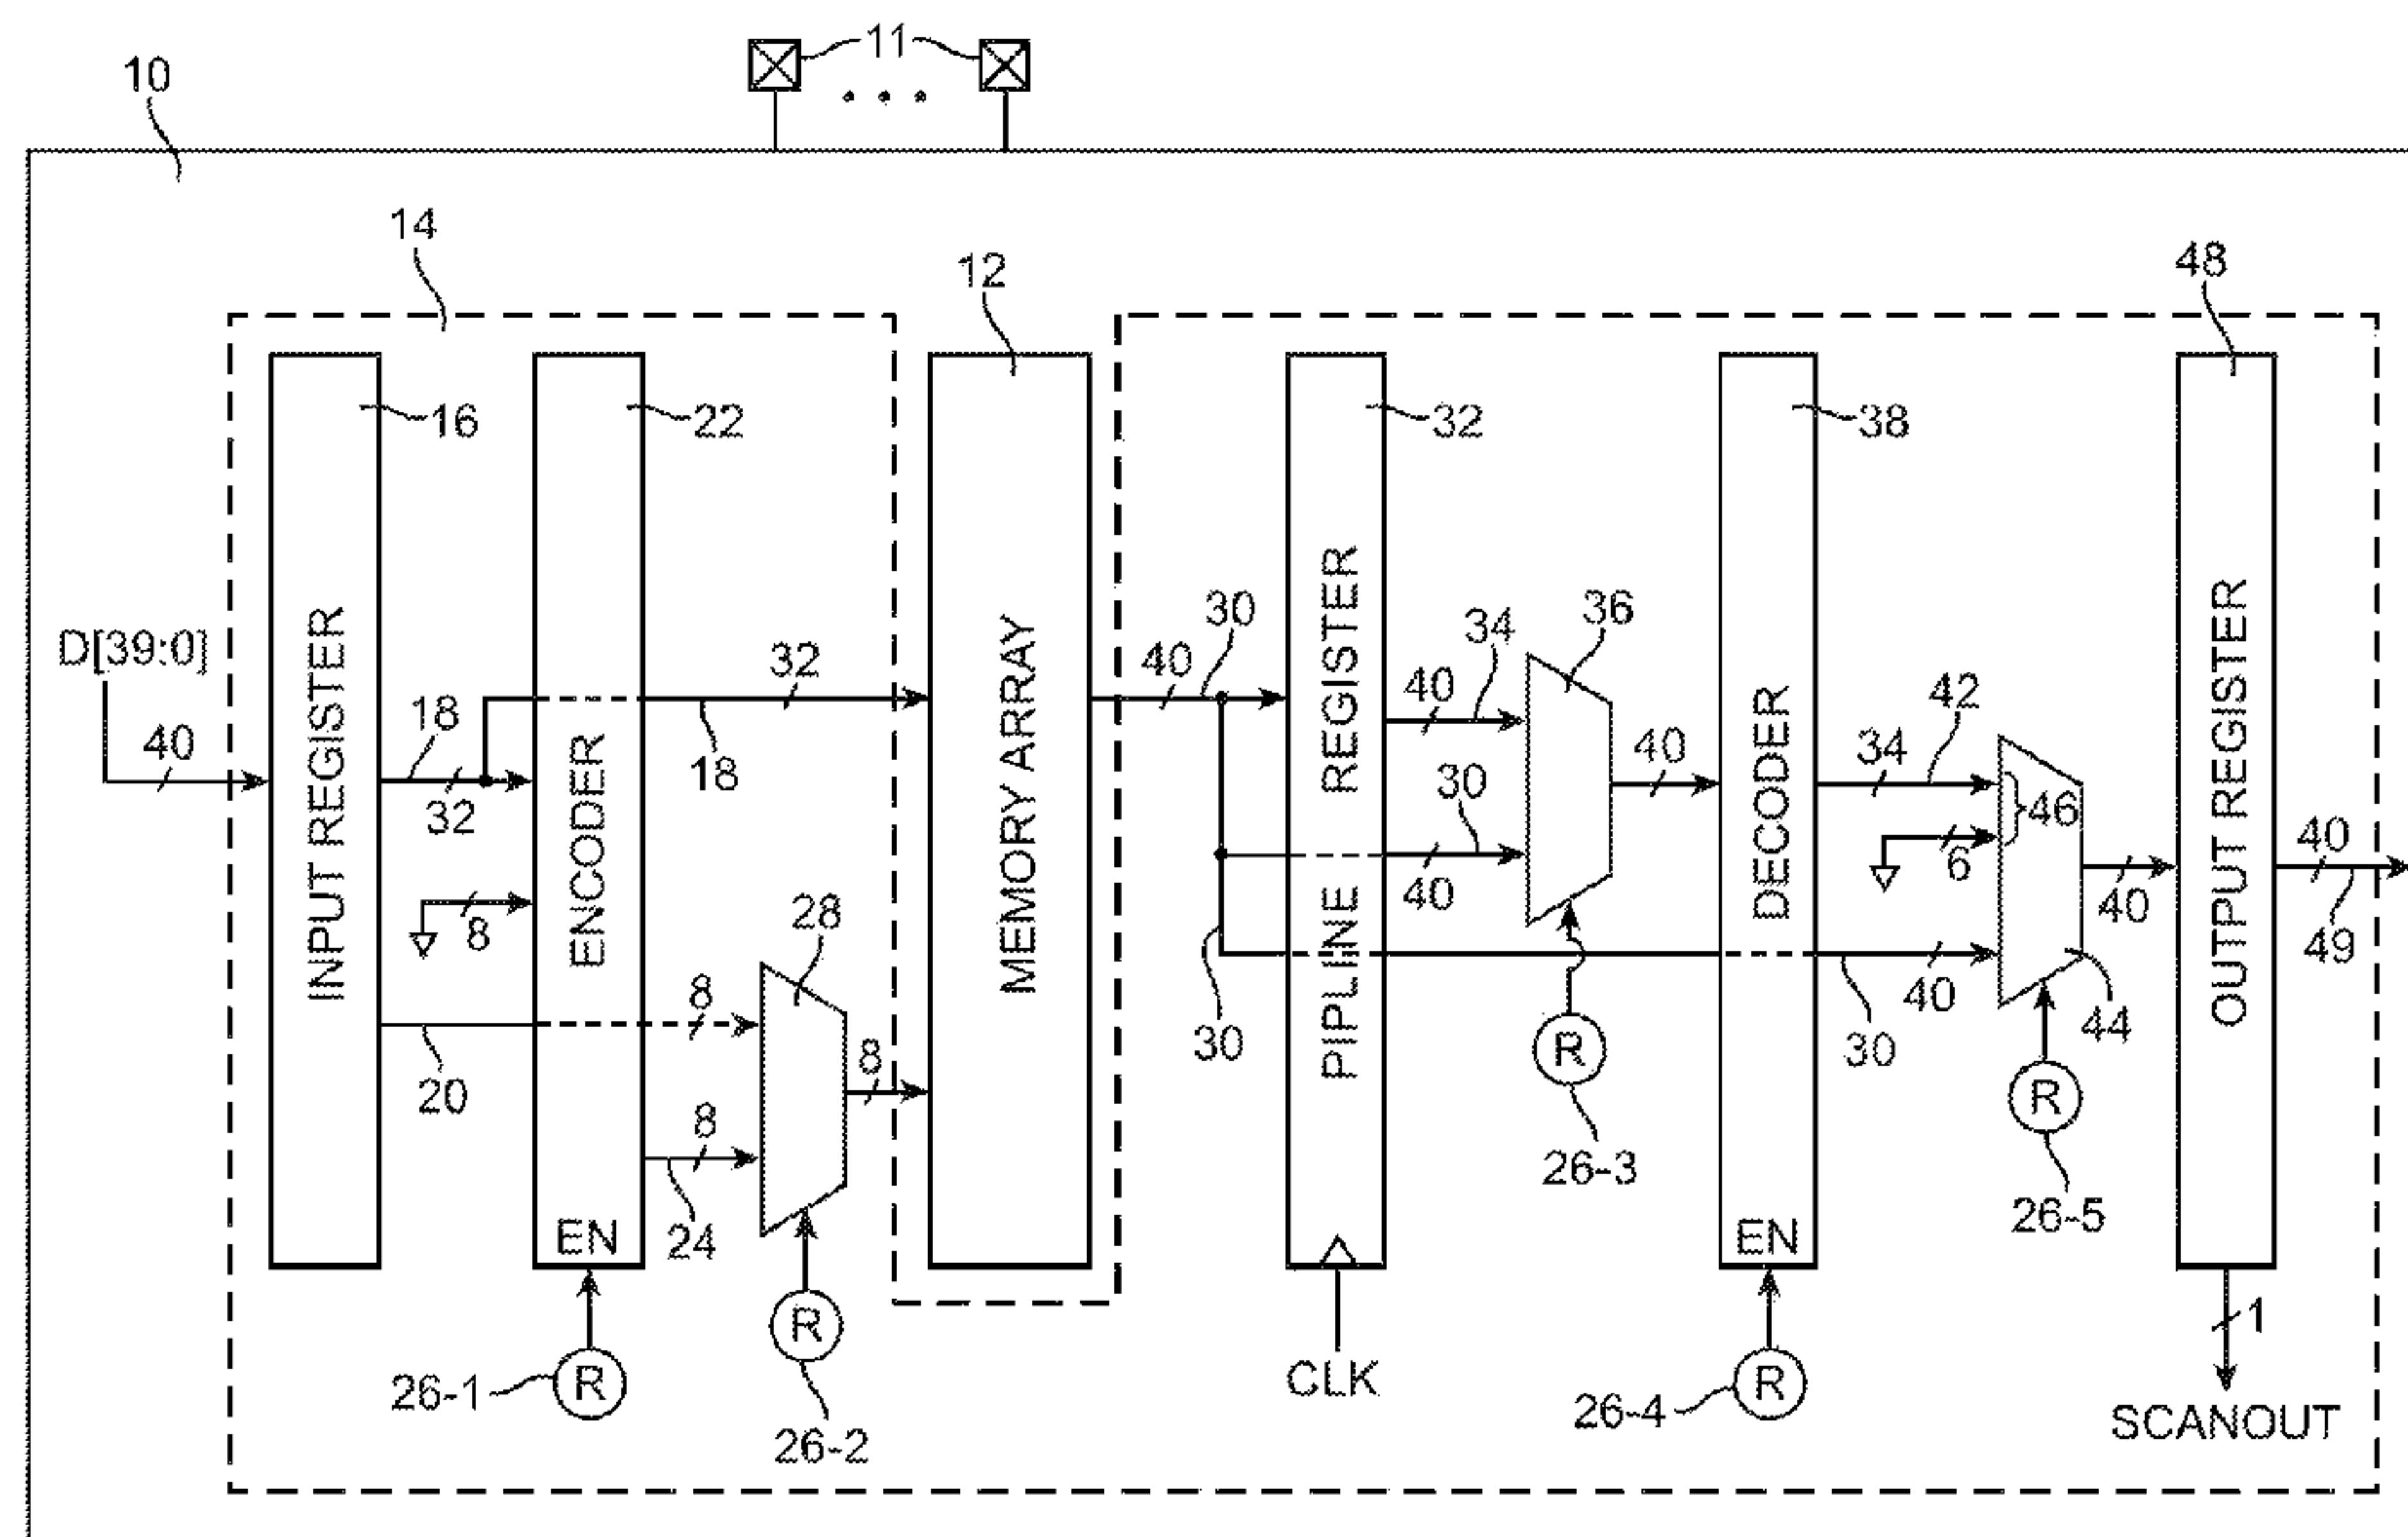 11
10
14
12
48
16
22
32
38
D[39:0]
40
INPUT REGISTER
18
32
8
20
ENCODER
EN
32
18
28
8
8
24
8
MEMORY ARRAY
40
30
30
PIPLINE REGISTER
40
34
30
40
36
40
DECODER
EN
34
42
46
6
40
30
44
40
OUTPUT REGISTER
40
49
R
26-1
R
26-2
CLK
R
26-3
R
26-4
R
26-5
1
SCANOUT